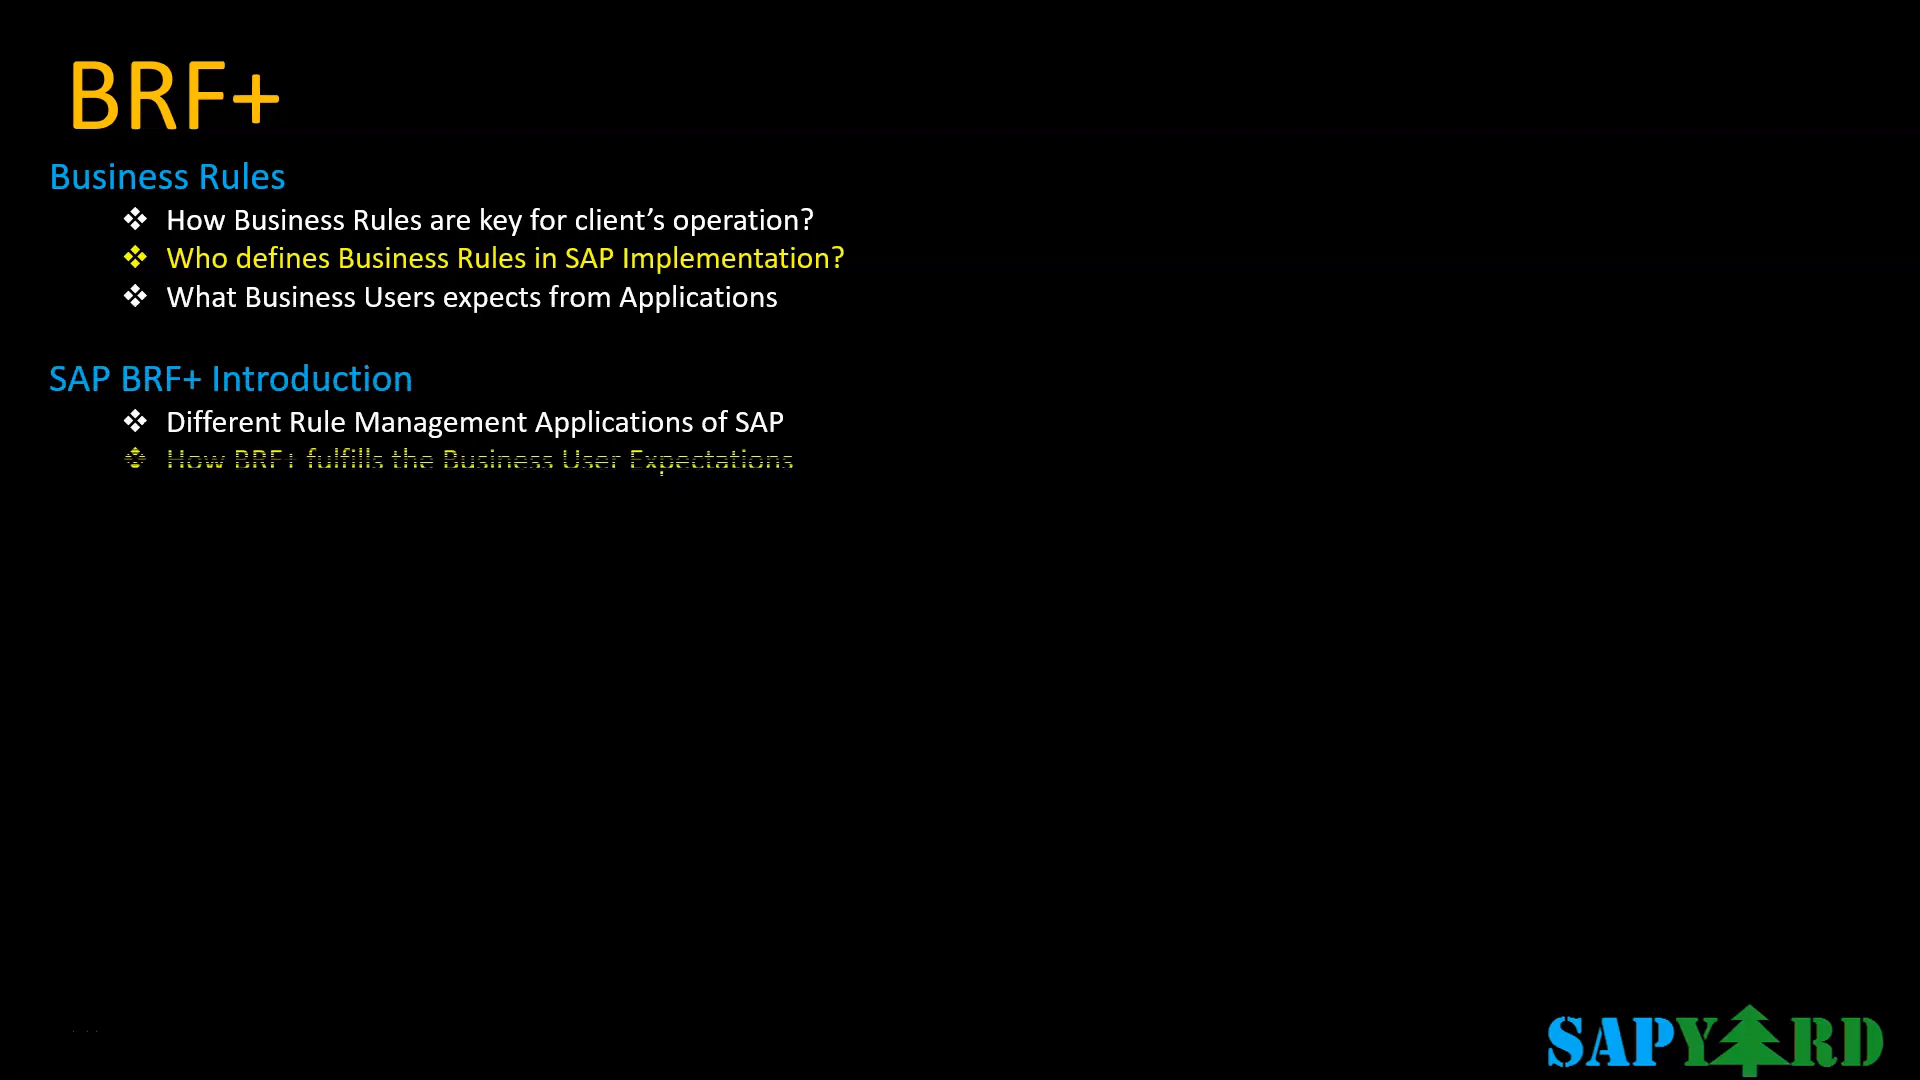 BRF+
Business Rules
❖ How Business Rules are key for client's operation?
❖ Who defines Business Rules in SAP Implementation?
❖ What Business Users expects from Applications
SAP BRF+ Introduction
❖ Different Rule Management Applications of SAP
❖ How BRF+ fulfills the Business User Expectations
SAPYARD